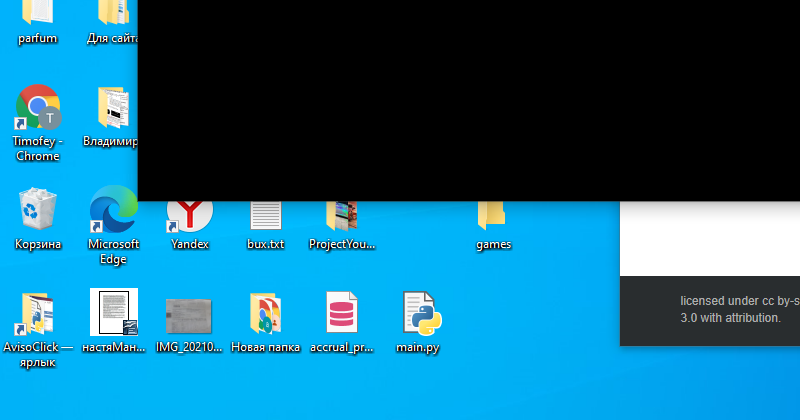 parfum
Для сайта
Timofey -
Chrome
T
Владимир
Корзина
Microsoft
Edge
Yandex
bux.txt
ProjectYou...
games
licensed under cc by-s
3.0 with attribution.
AvisoClick —
ярлык
настяМан...
IMG_20210...
Новая папка
accrual_pr...
main.py